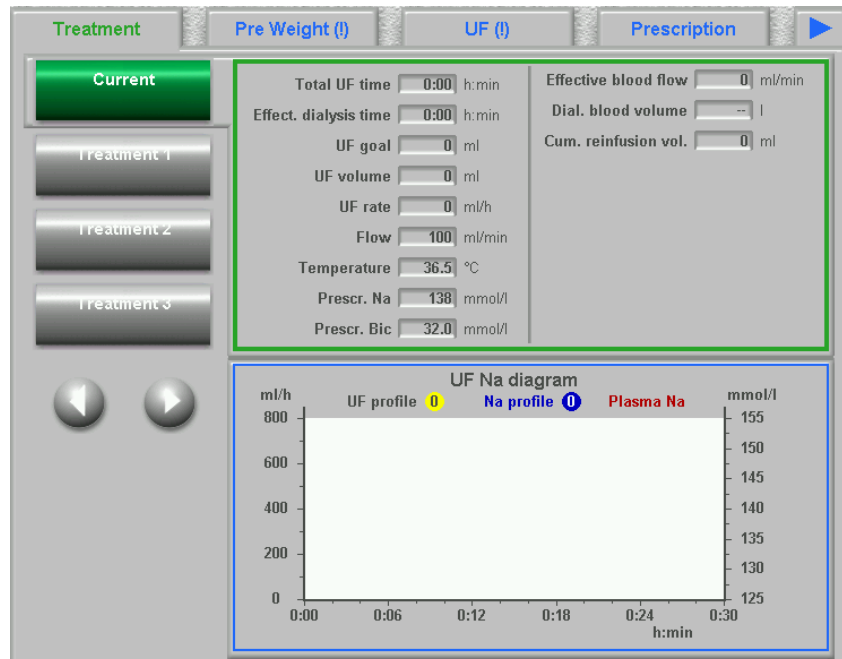 Treatment
Pre Weight (!)
UF (!)
Prescription
Current
Treatment 1
Treatment 2
Treatment 3
Total UF time 0:00 h:min
Effect. dialysis time 0:00 h:min
UF goal 0 ml
UF volume 0 ml
UF rate 0 ml/h
Flow 100 ml/min
Temperature 36.5 °C
Prescr. Na 138 mmol/l
Prescr. Bic 32.0 mmol/l
Effective blood flow 0 ml/min
Dial. blood volume -- l
Cum. reinfusion vol. 0 ml
UF Na diagram
ml/h
UF profile 0 Na profile 0 Plasma Na
mmol/l
800
600
400
200
0
155
150
145
140
135
130
125
0:00 0:06 0:12 0:18 0:24 0:30
h:min